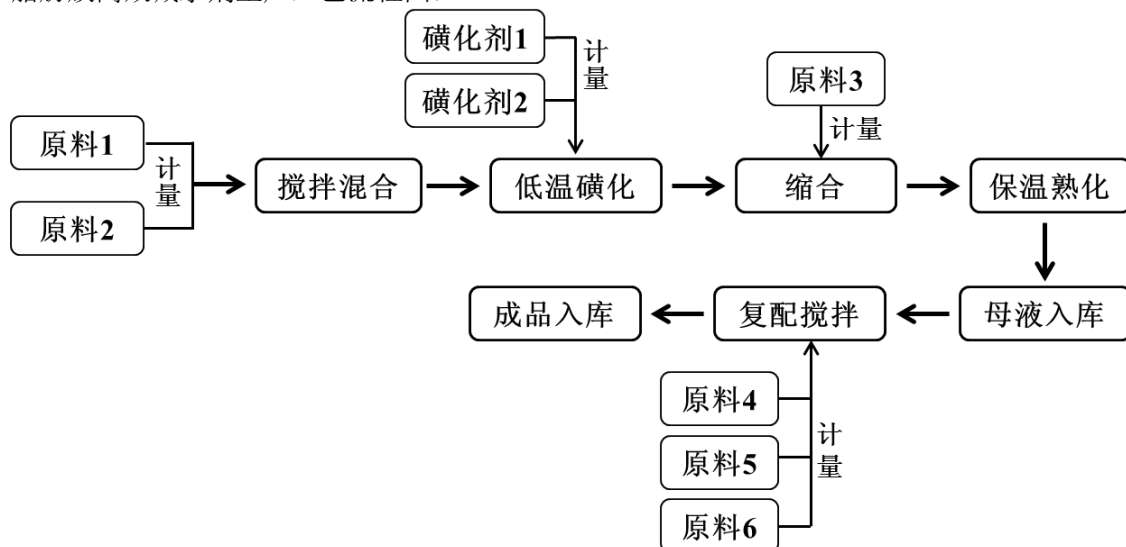 磺化剂1
计量
磺化剂2
原料3
计量
原料1
计量
原料2
搅拌混合
低温磺化
缩合
保温熟化
成品入库
复配搅拌
母液入库
原料4
计量
原料5
原料6